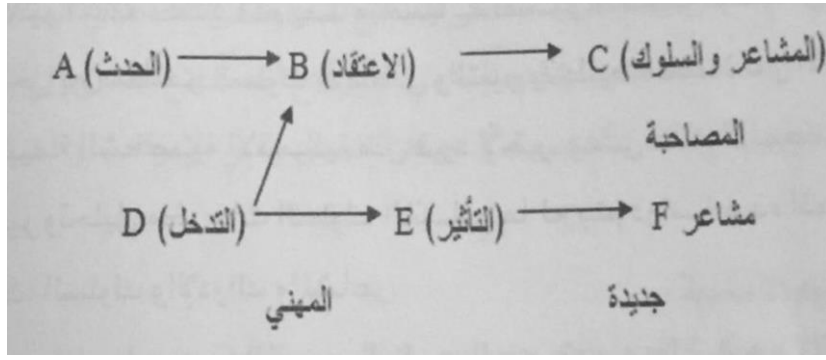 A (الحدث) B (الاعتقاد) C (المشاعر والسلوك)
المصاحبة
D (التدخل) E (التأثير) F مشاعر
المهني جديدة